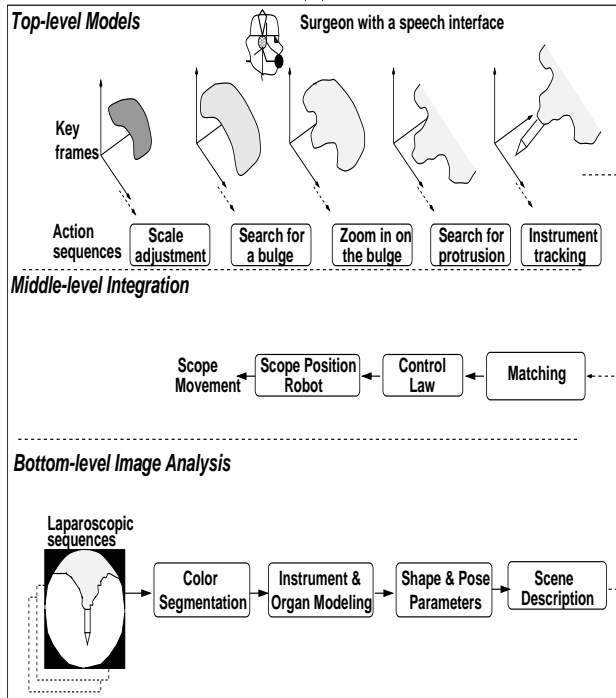 Top-level Models
Surgeon with a speech interface
Key
frames
Action
sequences
Scale
adjustment
Search for
a bulge
Zoom in on
the bulge
Search for
protrusion
Instrument
tracking
Middle-level Integration
Scope
Movement
Scope Position
Robot
Control
Law
Matching
Bottom-level Image Analysis
Laparoscopic
sequences
Color
Segmentation
Instrument &
Organ Modeling
Shape & Pose
Parameters
Scene
Description